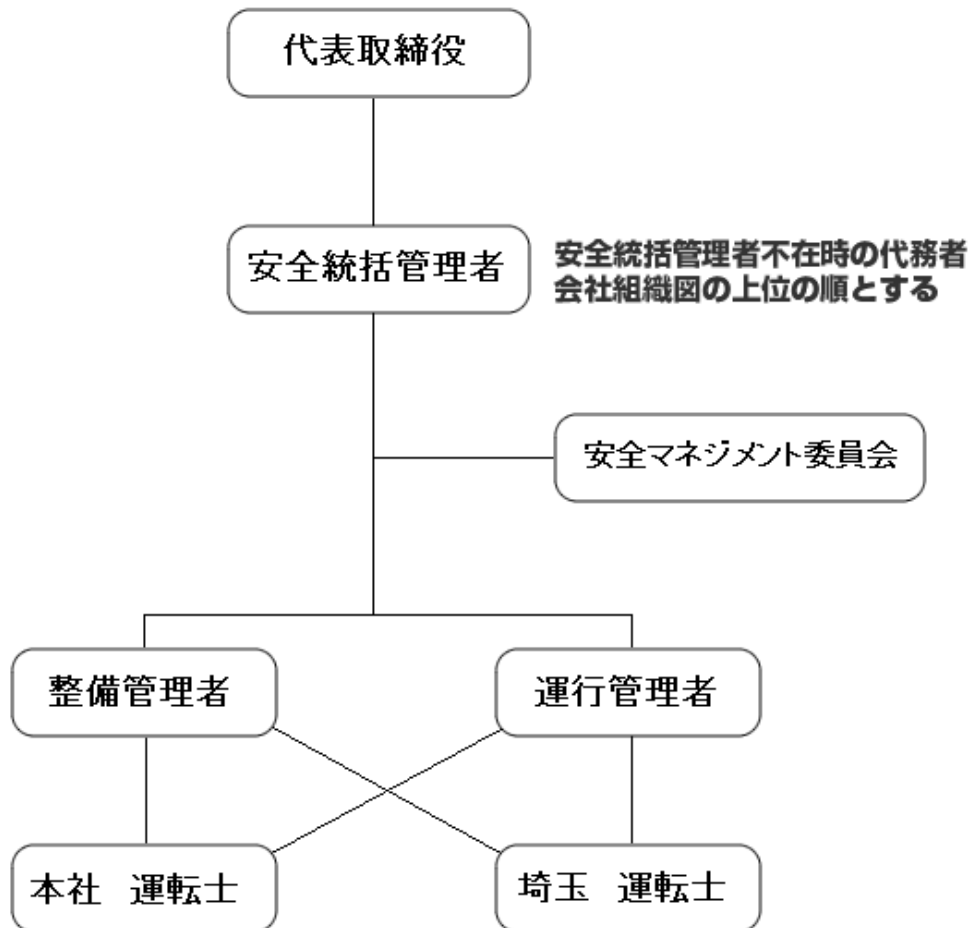 代表取締役
安全統括管理者
安全統括管理者不在時の代務者
会社組織図の上位の順とする
安全マネジメント委員会
整備管理者
運行管理者
本社　運転士
埼玉　運転士